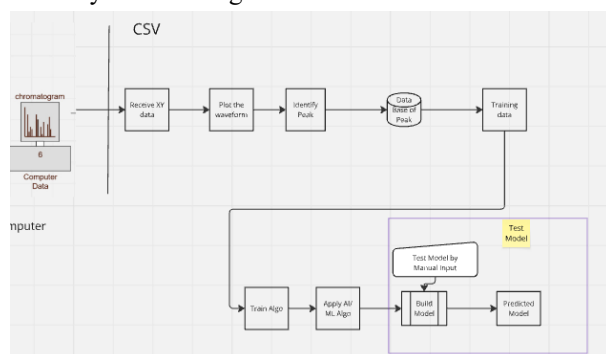 CSV
chromatogram
6
Computer
Data
Receive XY
data
Plot the
waveform
Identify
Peak
Data
Base of
Peak
Training
data
mputer
Test
Model
Test Model by
Manual Input
Train Algo
Apply AI/
ML Algo
Build
Model
Predicted
Model